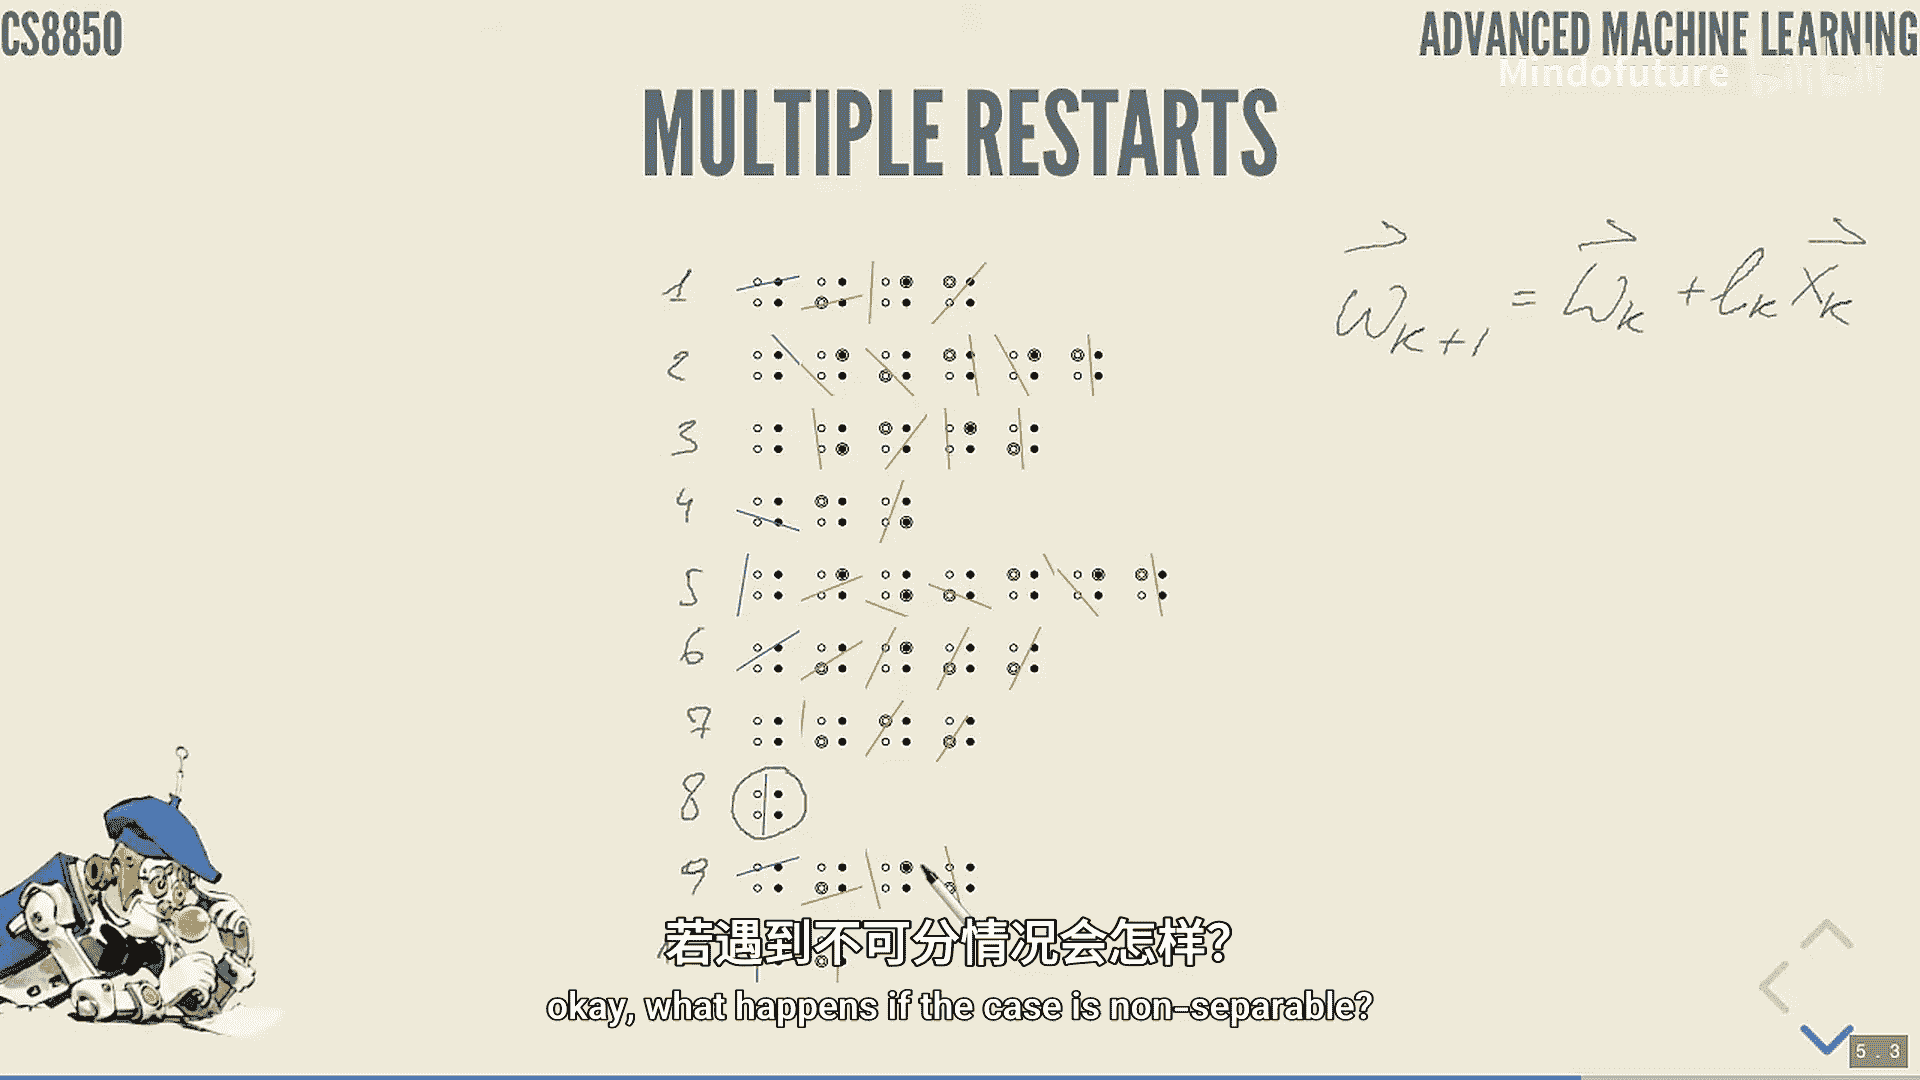 CS8850
ADVANCED MACHINE LEARNING
Mindofuture
MULTIPLE RESTARTS
w⃗ₖ₊₁ = w⃗ₖ + lₖ x⃗ₖ
1
2
3
4
5
6
7
8
9
若遇到不可分情况会怎样?
okay, what happens if the case is non-separable?
5.3